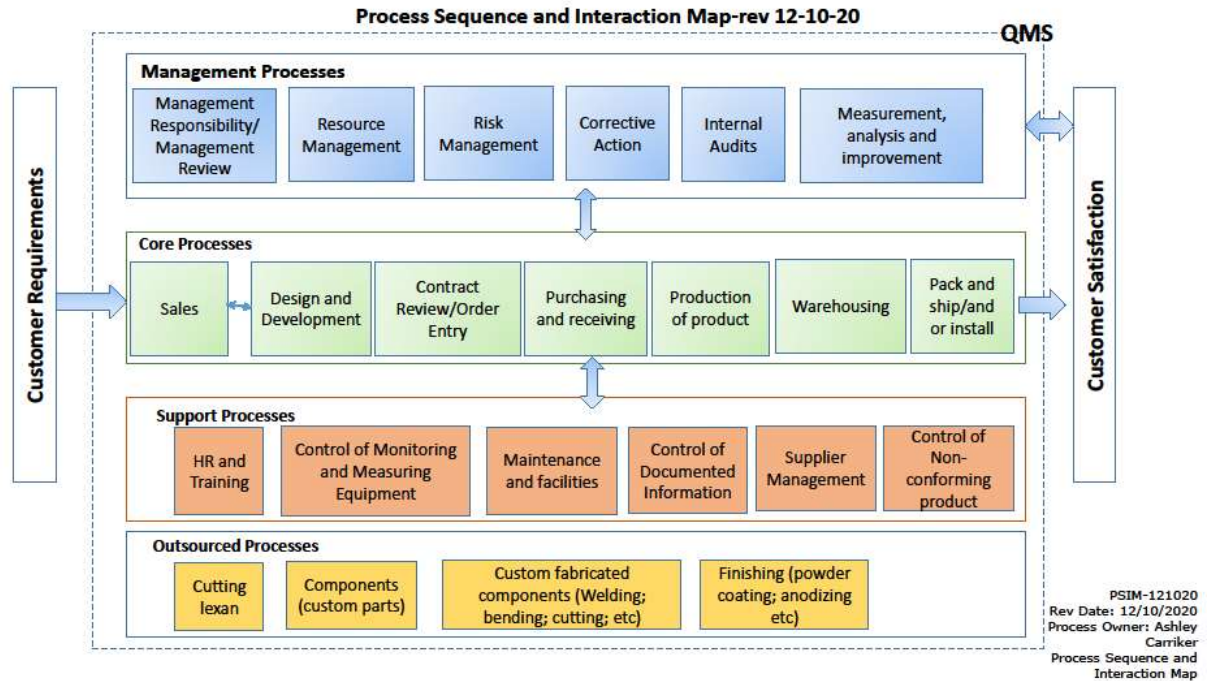 Process Sequence and Interaction Map-rev 12-10-20
QMS
Customer Requirements
Management Processes
Management
Responsibility/
Management
Review
Resource
Management
Risk
Management
Corrective
Action
Internal
Audits
Measurement,
analysis and
improvement
Core Processes
Sales
Design and
Development
Contract
Review/Order
Entry
Purchasing
and receiving
Production
of product
Warehousing
Pack and
ship/and
or install
Support Processes
HR and
Training
Control of Monitoring
and Measuring
Equipment
Maintenance
and facilities
Control of
Documented
Information
Supplier
Management
Control of
Non-
conforming
product
Outsourced Processes
Cutting
lexan
Components
(custom parts)
Custom fabricated
components (Welding;
bending; cutting; etc)
Finishing (powder
coating; anodizing
etc)
Customer Satisfaction
PSIM-121020
Rev Date: 12/10/2020
Process Owner: Ashley
Carriker
Process Sequence and
Interaction Map